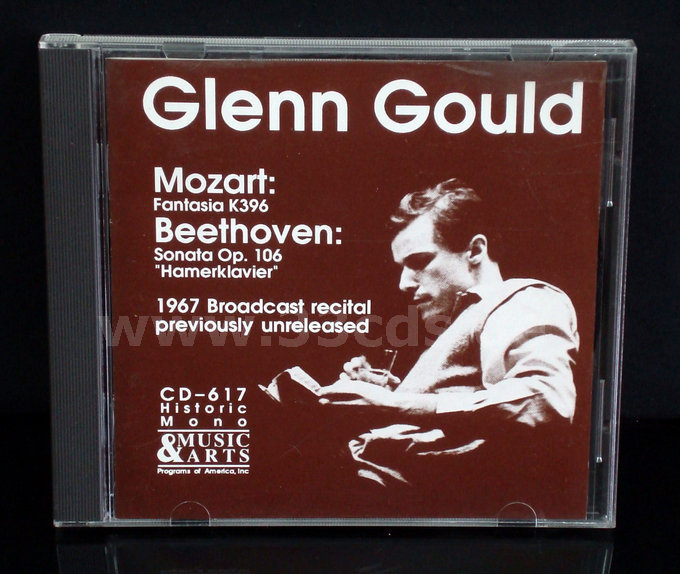 Glenn Gould
Mozart:
Fantasia K396
Beethoven:
Sonata Op. 106
"Hamerklavier"
1967 Broadcast recital
previously unreleased
CD-617
Historic
Mono
MUSIC
& ARTS
Programs of America, Inc